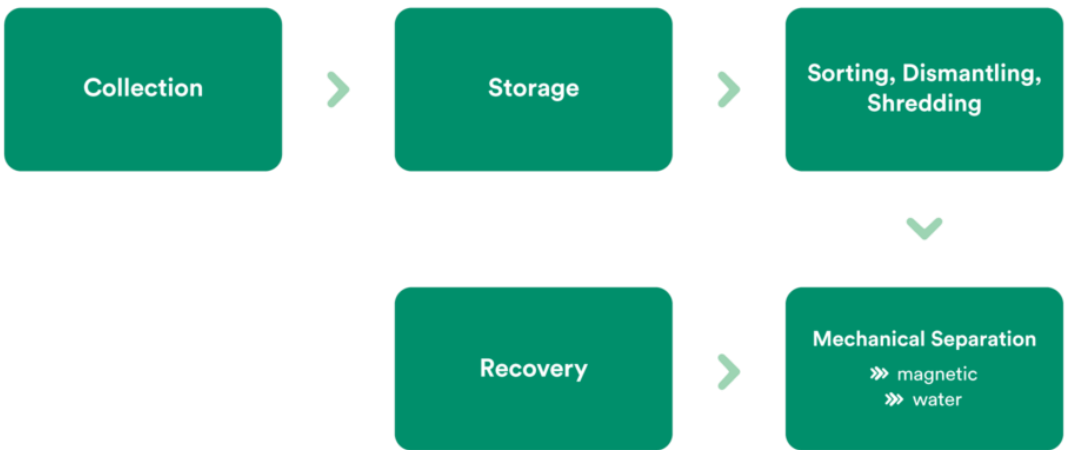 Collection
Storage
Sorting, Dismantling,
Shredding
Recovery
Mechanical Separation
magnetic
water